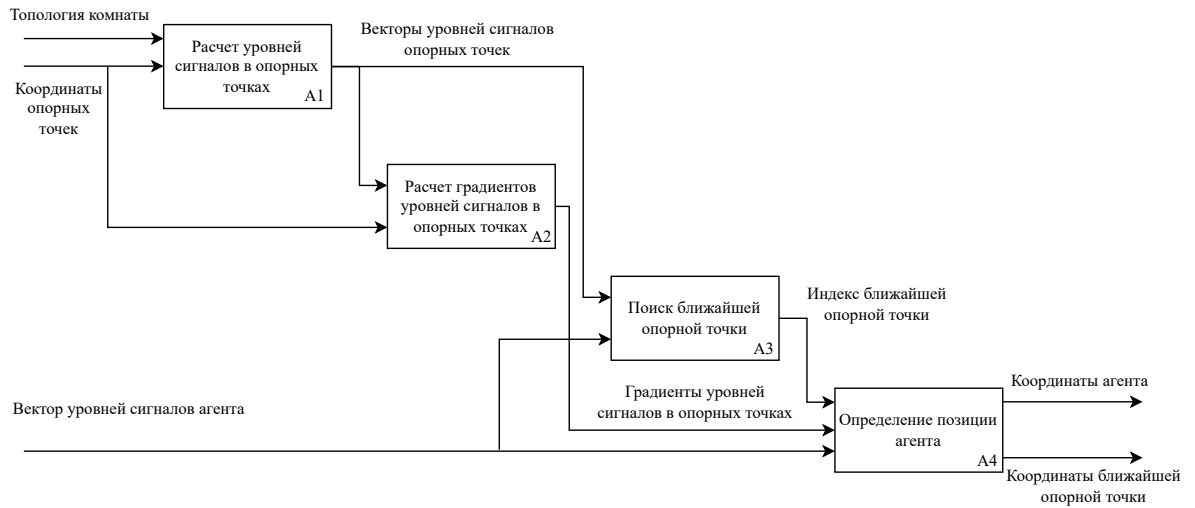 Топология комнаты
Расчет уровней
сигналов в опорных
точках
A1
Векторы уровней сигналов
опорных точек
Координаты
опорных
точек
Расчет градиентов
уровней сигналов в
опорных точках
A2
Поиск ближайшей
опорной точки
A3
Индекс ближайшей
опорной точки
Градиенты уровней
сигналов в опорных точках
Вектор уровней сигналов агента
Определение позиции
агента
A4
Координаты агента
Координаты ближайшей
опорной точки